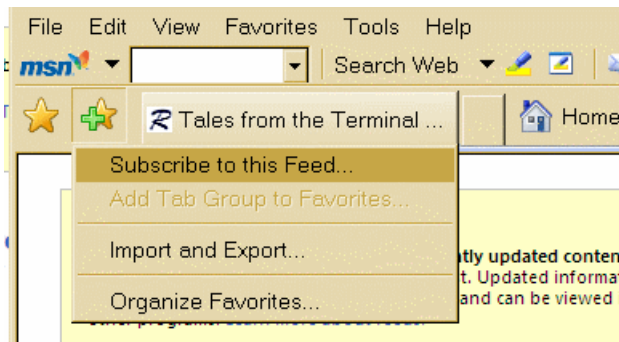 File Edit View Favorites Tools Help
msn Search Web
Tales from the Terminal ... Home
Subscribe to this Feed...
Add Tab Group to Favorites...
Import and Export...
tly updated conten
t. Updated informa
Organize Favorites... and can be viewed